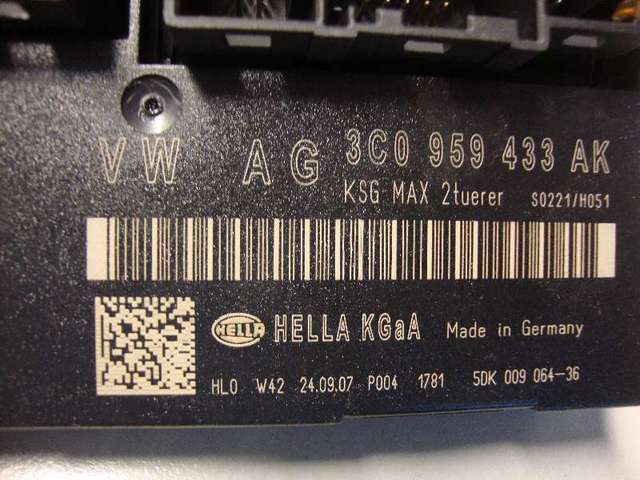 VW AG 3C0 959 433 AK
KSG MAX 2tuerer S0221/H051
HELLA HELLA KGaA Made in Germany
HLO W42 24.09.07 P004 1781 5DK 009 064-36